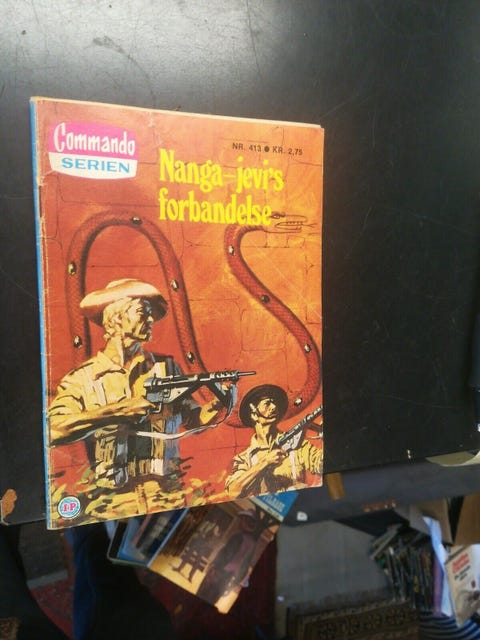 Commando
SERIEN
NR. 413 ● KR. 2,75
Nanga-jevi's
forbandelse
I.P.